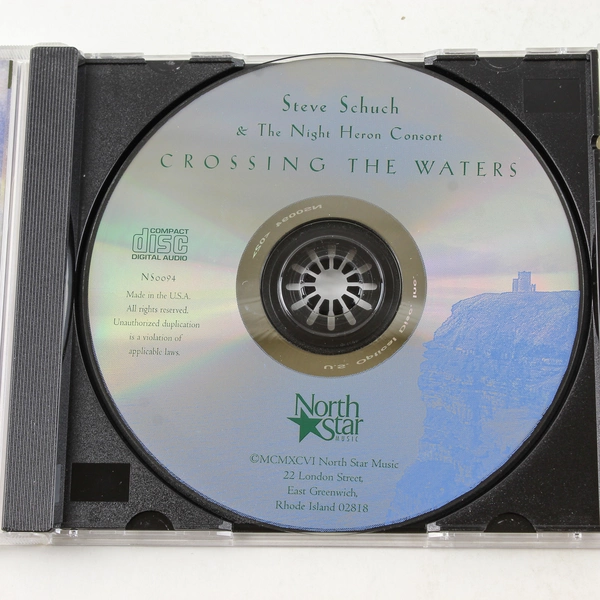 Steve Schuch
& The Night Heron Consort
CROSSING THE WATERS
COMPACT
disc
DIGITAL AUDIO
NS0094
Made in the U.S.A.
All rights reserved.
Unauthorized duplication
is a violation of
applicable laws.
North
Star
MUSIC
©MCMXCVI North Star Music
22 London Street,
East Greenwich,
Rhode Island 02818